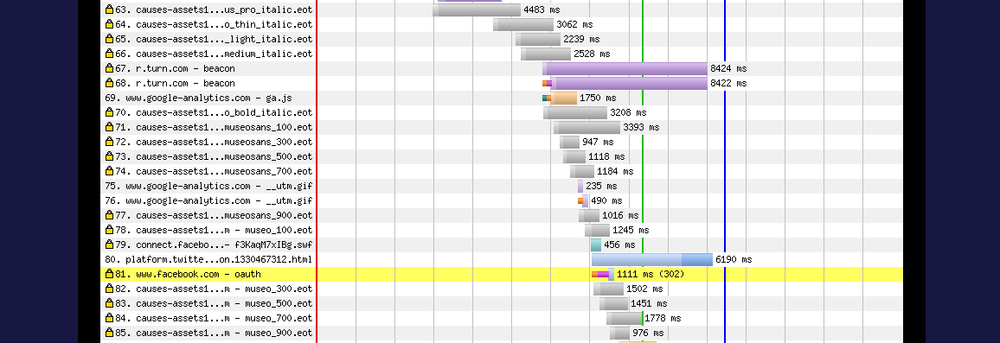 63. causes-assets1...us_pro_italic.eot 4483 ms
64. causes-assets1...o_thin_italic.eot 3062 ms
65. causes-assets1..._light_italic.eot 2239 ms
66. causes-assets1...medium_italic.eot 2528 ms
67. r.turn.com - beacon 8424 ms
68. r.turn.com - beacon 8422 ms
69. www.google-analytics.com - ga.js 1750 ms
70. causes-assets1...o_bold_italic.eot 3208 ms
71. causes-assets1...museosans_100.eot 3393 ms
72. causes-assets1...museosans_300.eot 947 ms
73. causes-assets1...museosans_500.eot 1118 ms
74. causes-assets1...museosans_700.eot 1184 ms
75. www.google-analytics.com - __utm.gif 235 ms
76. www.google-analytics.com - __utm.gif 490 ms
77. causes-assets1...museosans_900.eot 1016 ms
78. causes-assets1...m - museo_100.eot 1245 ms
79. connect.facebo...- f3KaqM7xIBg.swf 456 ms
80. platform.twitte...on.1330467312.html 6190 ms
81. www.facebook.com - oauth 1111 ms (302)
82. causes-assets1...m - museo_300.eot 1502 ms
83. causes-assets1...m - museo_500.eot 1451 ms
84. causes-assets1...m - museo_700.eot 1778 ms
85. causes-assets1...m - museo_900.eot 976 ms